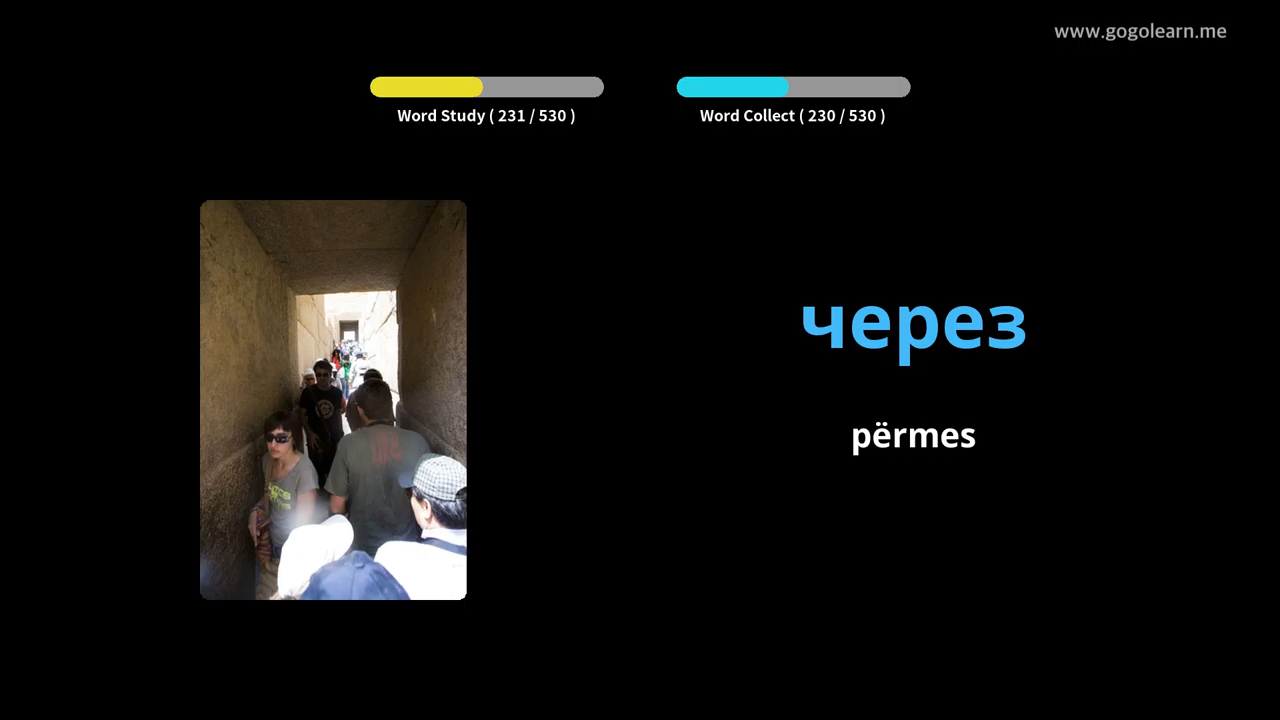 www.gogolearn.me
Word Study ( 231 / 530 )
Word Collect ( 230 / 530 )
через
përmes